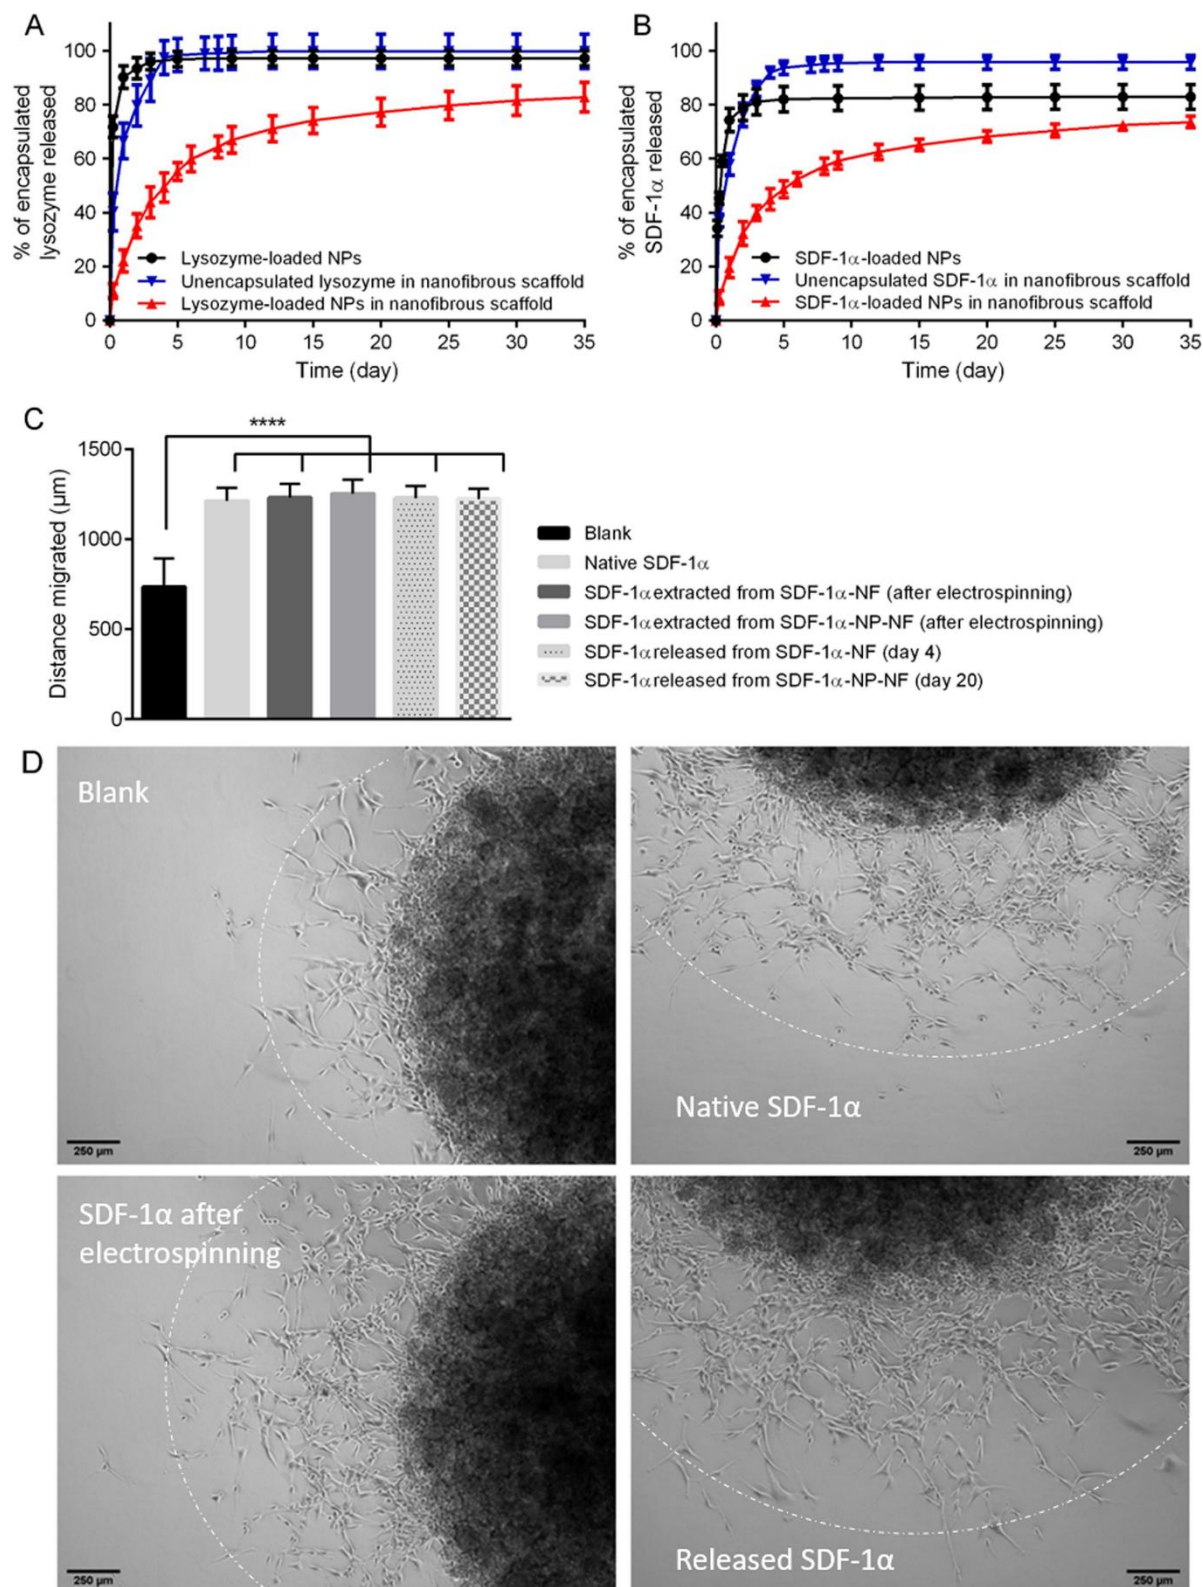 A
% of encapsulated
lysozyme released
100
80
60
40
20
0
Lysozyme-loaded NPs
Unencapsulated lysozyme in nanofibrous scaffold
Lysozyme-loaded NPs in nanofibrous scaffold
0 5 10 15 20 25 30 35
Time (day)
B
% of encapsulated
SDF-1α released
100
80
60
40
20
0
SDF-1α-loaded NPs
Unencapsulated SDF-1α in nanofibrous scaffold
SDF-1α-loaded NPs in nanofibrous scaffold
0 5 10 15 20 25 30 35
Time (day)
C
****
Distance migrated (µm)
1500
1000
500
0
Blank
Native SDF-1α
SDF-1α extracted from SDF-1α-NF (after electrospinning)
SDF-1α extracted from SDF-1α-NP-NF (after electrospinning)
SDF-1α released from SDF-1α-NF (day 4)
SDF-1α released from SDF-1α-NP-NF (day 20)
D
Blank
250 µm
Native SDF-1α
250 µm
SDF-1α after
electrospinning
250 µm
Released SDF-1α
250 µm